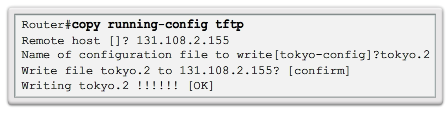 Router#copy running-config tftp
Remote host []? 131.108.2.155
Name of configuration file to write[tokyo-config]?tokyo.2
Write file tokyo.2 to 131.108.2.155? [confirm]
Writing tokyo.2 !!!!!! [OK]